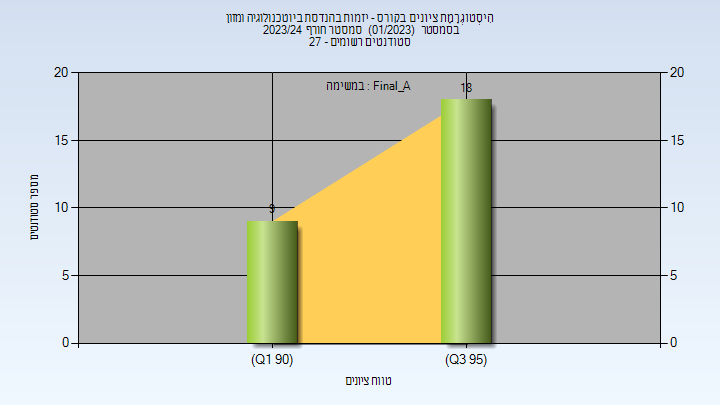 היסטוגרמת ציונים בקורס - יזמות בהנדסת ביוטכנולוגיה ומזון
בסמסטר (01/2023) סמסטר חורף 2023/24
סטודנטים רשומים - 27
במשימה : Final_A
20
15
10
5
0
20
15
10
5
0
מספר סטודנטים
9
18
(Q1 90)
(Q3 95)
טווח ציונים